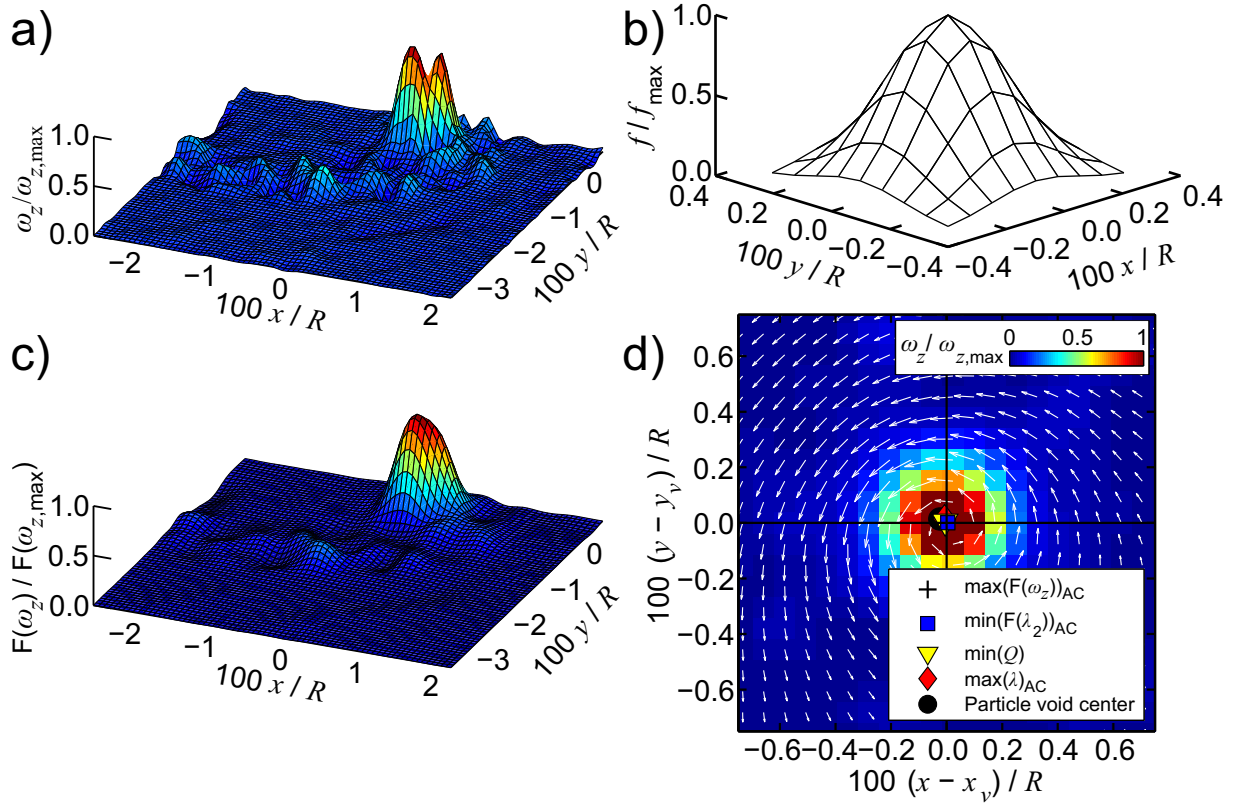 a)
1.0
0.5
0.0
ω_z/ω_z,max
−2
−1
0
1
2
100 x / R
−3
−2
−1
0
100 y / R
b)
1.0
0.5
0.0
f / f_max
0.4
0.2
0.0
−0.2
−0.4
100 y / R
−0.4
−0.2
0.0
0.2
0.4
100 x / R
c)
1.0
0.5
0.0
F(ω_z) / F(ω_z,max)
−2
−1
0
1
2
100 x / R
−3
−2
−1
0
100 y / R
d)
ω_z / ω_z,max
0 0.5 1
0.6
0.4
0.2
0.0
−0.2
−0.4
−0.6
100 (y − y_v) / R
max(F(ω_z))_AC
min(F(λ_2))_AC
min(Q)
max(λ)_AC
Particle void center
−0.6 −0.4 −0.2 0.0 0.2 0.4 0.6
100 (x − x_v) / R